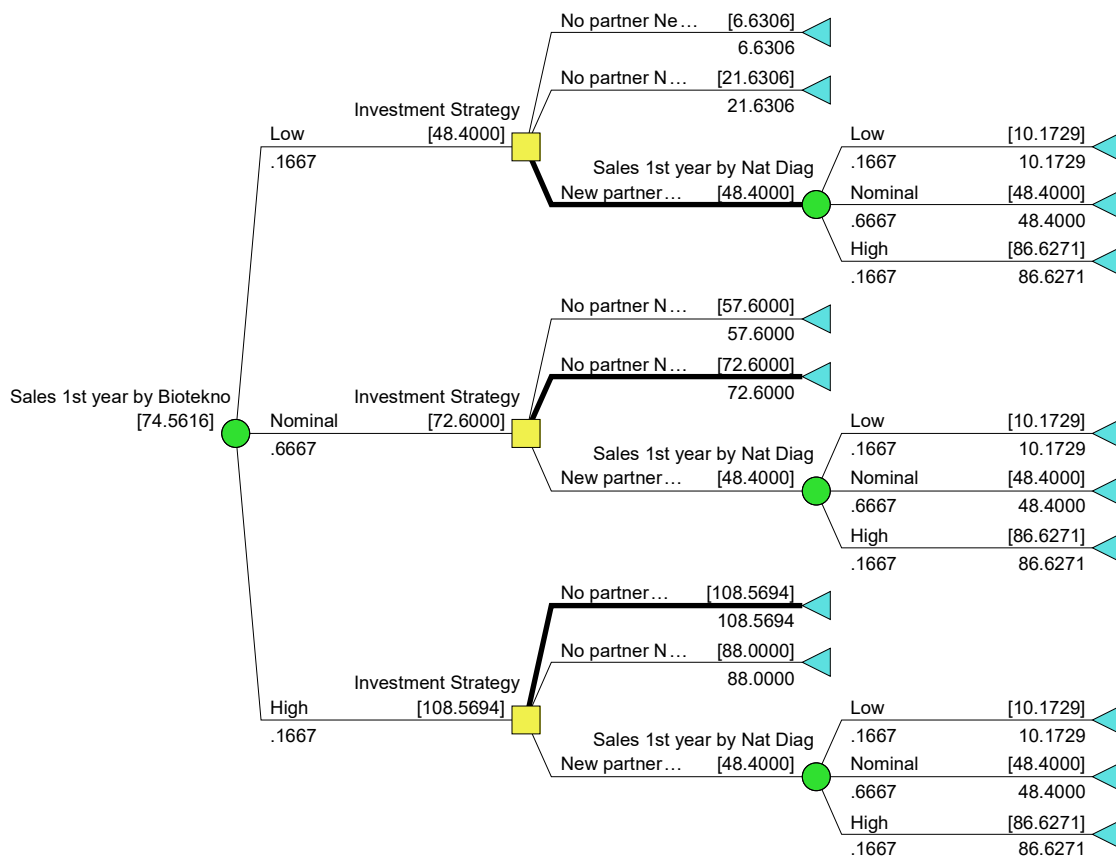 No partner Ne… [6.6306]
6.6306
No partner N… [21.6306]
21.6306
Investment Strategy
Low [48.4000]
.1667
Sales 1st year by Nat Diag
New partner… [48.4000]
Low [10.1729]
.1667 10.1729
Nominal [48.4000]
.6667 48.4000
High [86.6271]
.1667 86.6271
No partner N… [57.6000]
57.6000
No partner N… [72.6000]
72.6000
Sales 1st year by Biotekno
[74.5616]
Investment Strategy
Nominal [72.6000]
.6667
Sales 1st year by Nat Diag
New partner… [48.4000]
Low [10.1729]
.1667 10.1729
Nominal [48.4000]
.6667 48.4000
High [86.6271]
.1667 86.6271
No partner… [108.5694]
108.5694
No partner N… [88.0000]
88.0000
Investment Strategy
High [108.5694]
.1667
Sales 1st year by Nat Diag
New partner… [48.4000]
Low [10.1729]
.1667 10.1729
Nominal [48.4000]
.6667 48.4000
High [86.6271]
.1667 86.6271